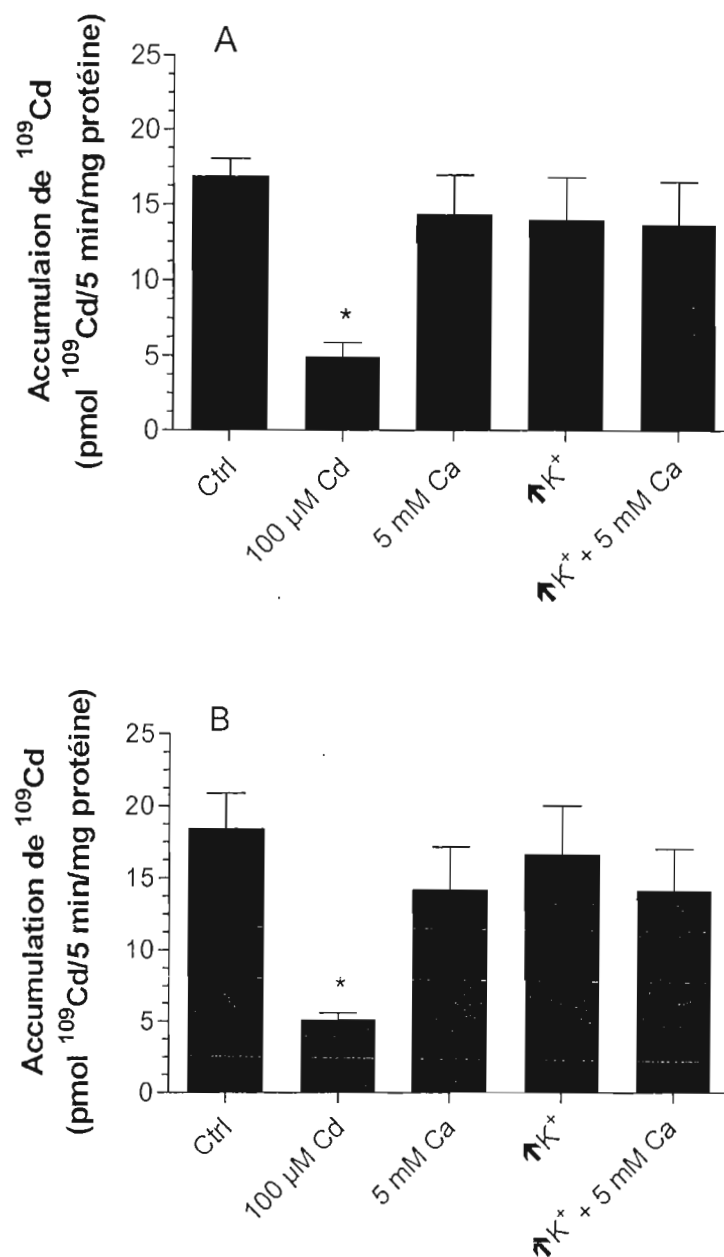 A
Accumulaion de ¹⁰⁹Cd
(pmol ¹⁰⁹Cd/5 min/mg protéine)
25
20
15
10
5
0
*
Ctrl
100 µM Cd
5 mM Ca
↑K⁺
↑K⁺ + 5 mM Ca
B
Accumulation de ¹⁰⁹Cd
(pmol ¹⁰⁹Cd/5 min/mg protéine)
25
20
15
10
5
0
*
Ctrl
100 µM Cd
5 mM Ca
↑K⁺
↑K⁺ + 5 mM Ca